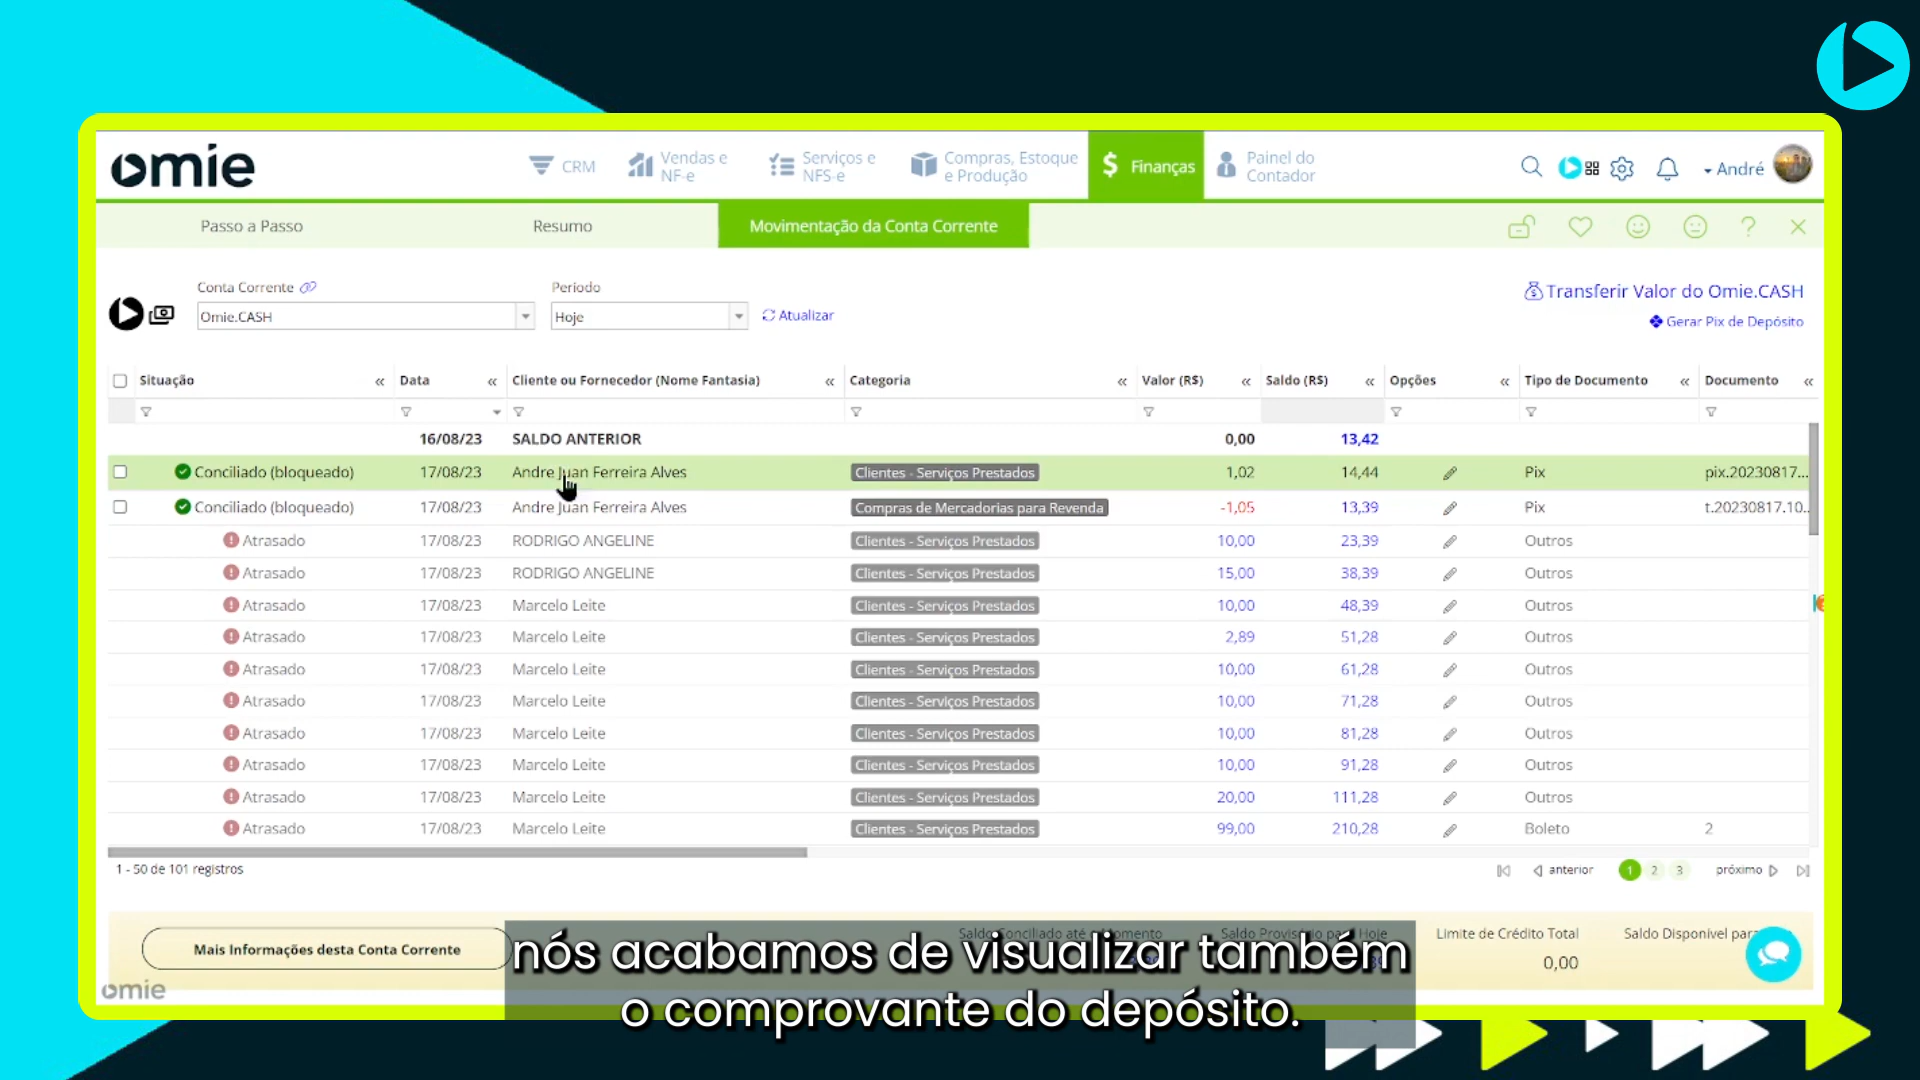 omie
CRM
Vendas e
NF-e
Serviços e
NFS-e
Compras, Estoque
e Produção
$ Finanças
Painel do
Contador
André
Passo a Passo
Resumo
Movimentação da Conta Corrente
?
Conta Corrente
Período
Omie.CASH
Hoje
Atualizar
Transferir Valor do Omie.CASH
Gerar Pix de Depósito
Situação Data Cliente ou Fornecedor (Nome Fantasia) Categoria Valor (R$) Saldo (R$) Opções Tipo de Documento Documento
16/08/23 SALDO ANTERIOR 0,00 13,42
Conciliado (bloqueado) 17/08/23 Andre Juan Ferreira Alves Clientes - Serviços Prestados 1,02 14,44 Pix pix.20230817...
Conciliado (bloqueado) 17/08/23 Andre Juan Ferreira Alves Compras de Mercadorias para Revenda -1,05 13,39 Pix t.20230817.10..
Atrasado 17/08/23 RODRIGO ANGELINE Clientes - Serviços Prestados 10,00 23,39 Outros
Atrasado 17/08/23 RODRIGO ANGELINE Clientes - Serviços Prestados 15,00 38,39 Outros
Atrasado 17/08/23 Marcelo Leite Clientes - Serviços Prestados 10,00 48,39 Outros
Atrasado 17/08/23 Marcelo Leite Clientes - Serviços Prestados 2,89 51,28 Outros
Atrasado 17/08/23 Marcelo Leite Clientes - Serviços Prestados 10,00 61,28 Outros
Atrasado 17/08/23 Marcelo Leite Clientes - Serviços Prestados 10,00 71,28 Outros
Atrasado 17/08/23 Marcelo Leite Clientes - Serviços Prestados 10,00 81,28 Outros
Atrasado 17/08/23 Marcelo Leite Clientes - Serviços Prestados 10,00 91,28 Outros
Atrasado 17/08/23 Marcelo Leite Clientes - Serviços Prestados 20,00 111,28 Outros
Atrasado 17/08/23 Marcelo Leite Clientes - Serviços Prestados 99,00 210,28 Boleto 2
1 - 50 de 101 registros
anterior 1 2 3 próximo
Mais Informações desta Conta Corrente
Saldo Conciliado até o Momento
Saldo Provisório para Hoje
Limite de Crédito Total
0,00
Saldo Disponível para
omie
nós acabamos de visualizar também
o comprovante do depósito.